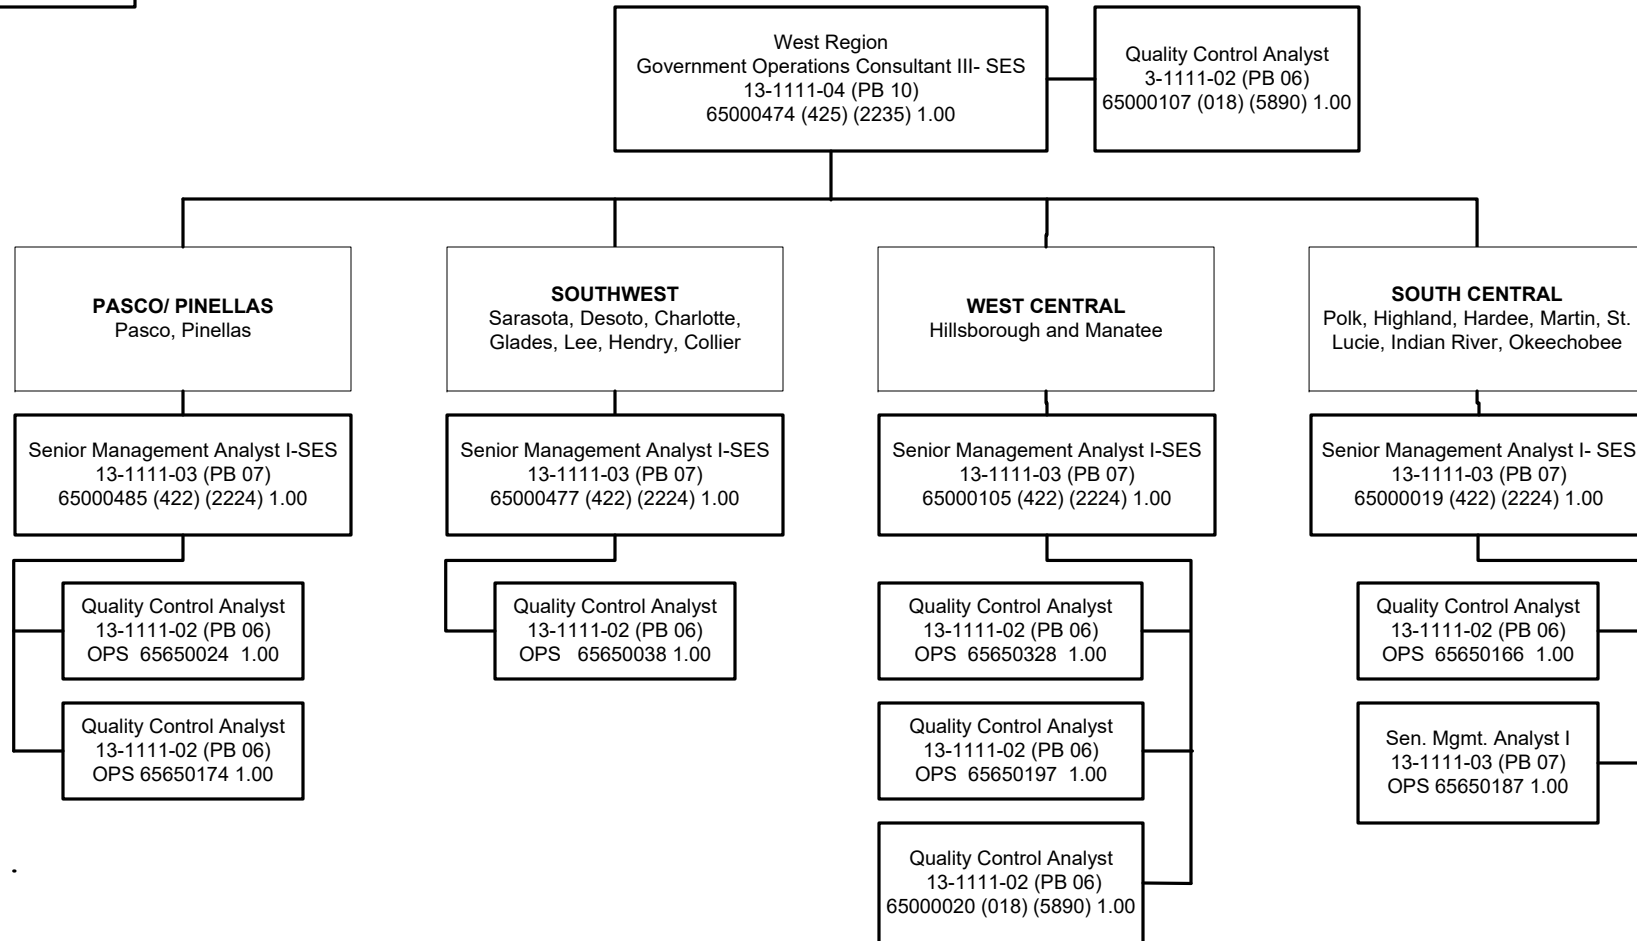 West Region
Government Operations Consultant III- SES
13-1111-04 (PB 10)
65000474 (425) (2235) 1.00
Quality Control Analyst
3-1111-02 (PB 06)
65000107 (018) (5890) 1.00
PASCO/ PINELLAS
Pasco, Pinellas
SOUTHWEST
Sarasota, Desoto, Charlotte,
Glades, Lee, Hendry, Collier
WEST CENTRAL
Hillsborough and Manatee
SOUTH CENTRAL
Polk, Highland, Hardee, Martin, St.
Lucie, Indian River, Okeechobee
Senior Management Analyst I-SES
13-1111-03 (PB 07)
65000485 (422) (2224) 1.00
Senior Management Analyst I-SES
13-1111-03 (PB 07)
65000477 (422) (2224) 1.00
Senior Management Analyst I-SES
13-1111-03 (PB 07)
65000105 (422) (2224) 1.00
Senior Management Analyst I- SES
13-1111-03 (PB 07)
65000019 (422) (2224) 1.00
Quality Control Analyst
13-1111-02 (PB 06)
OPS  65650024  1.00
Quality Control Analyst
13-1111-02 (PB 06)
OPS   65650038 1.00
Quality Control Analyst
13-1111-02 (PB 06)
OPS  65650328  1.00
Quality Control Analyst
13-1111-02 (PB 06)
OPS  65650166  1.00
Quality Control Analyst
13-1111-02 (PB 06)
OPS 65650174 1.00
Quality Control Analyst
13-1111-02 (PB 06)
OPS  65650197  1.00
Sen. Mgmt. Analyst I
13-1111-03 (PB 07)
OPS 65650187 1.00
.
Quality Control Analyst
13-1111-02 (PB 06)
65000020 (018) (5890) 1.00